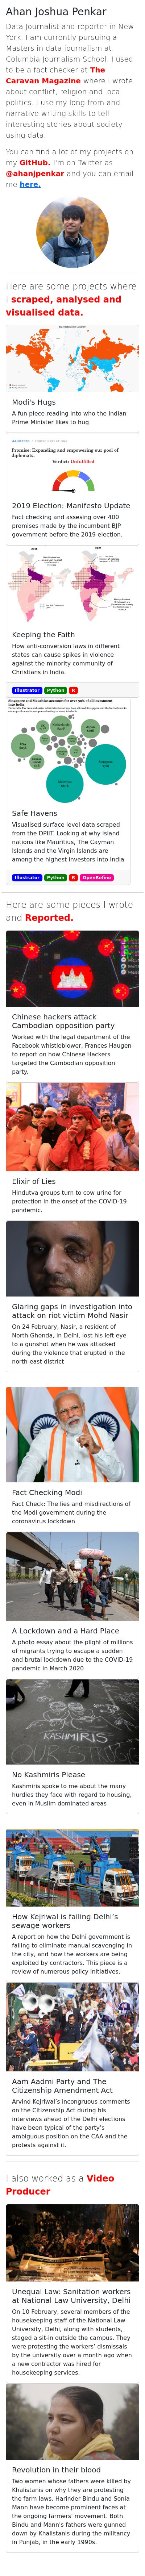 Ahan Joshua Penkar
Data Journalist and reporter in New
York. I am currently pursuing a
Masters in data journalism at
Columbia Journalism School. I used
to be a fact checker at The
Caravan Magazine where I wrote
about conflict, religion and local
politics. I use my long-form and
narrative writing skills to tell
interesting stories about society
using data.
You can find a lot of my projects on
my GitHub. I'm on Twitter as
@ahanjpenkar and you can email
me here.
Here are some projects where
I scraped, analysed and
visualised data.
Modi's Hugs
A fun piece reading into who the Indian
Prime Minister likes to hug
Promise: Expanding and empowering our pool of
diplomats.
Verdict: Unfulfilled
2019 Election: Manifesto Update
Fact checking and assesing over 400
promises made by the incumbent BJP
government before the 2019 election.
Keeping the Faith
How anti-conversion laws in different
states can cause spikes in violence
against the minority community of
Christians in India.
Illustrator Python R
Safe Havens
Visualised surface level data scraped
from the DPIIT. Looking at why island
nations like Mauritius, The Cayman
Islands and the Virgin Islands are
among the highest investors into India
Illustrator Python R OpenRefine
Here are some pieces I wrote
and Reported.
Chinese hackers attack
Cambodian opposition party
Worked with the legal department of the
Facebook whistleblower, Frances Haugen
to report on how Chinese Hackers
targeted the Cambodian opposition
party.
Elixir of Lies
Hindutva groups turn to cow urine for
protection in the onset of the COVID-19
pandemic.
Glaring gaps in investigation into
attack on riot victim Mohd Nasir
On 24 February, Nasir, a resident of
North Ghonda, in Delhi, lost his left eye
to a gunshot when he was attacked
during the violence that erupted in the
north-east district
Fact Checking Modi
Fact Check: The lies and misdirections of
the Modi government during the
coronavirus lockdown
A Lockdown and a Hard Place
A photo essay about the plight of millions
of migrants trying to escape a sudden
and brutal lockdown due to the COVID-19
pandemic in March 2020
KASHMIRIS
No Kashmiris Please
Kashmiris spoke to me about the many
hurdles they face with regard to housing,
even in Muslim dominated areas
How Kejriwal is failing Delhi's
sewage workers
A report on how the Delhi government is
failing to eliminate manual scavenging in
the city, and how the workers are being
exploited by contractors. This piece is a
review of numerous policy initiatives.
Aam Aadmi Party and The
Citizenship Amendment Act
Arvind Kejriwal's incongruous comments
on the Citizenship Act during his
interviews ahead of the Delhi elections
have been typical of the party's
ambiguous position on the CAA and the
protests against it.
I also worked as a Video
Producer
Unequal Law: Sanitation workers
at National Law University, Delhi
On 10 February, several members of the
housekeeping staff of the National Law
University, Delhi, along with students,
staged a sit-in outside the campus. They
were protesting the workers' dismissals
by the university over a month ago when
a new contractor was hired for
housekeeping services.
Revolution in their blood
Two women whose fathers were killed by
Khalistanis on why they are protesting
the farm laws. Harinder Bindu and Sonia
Mann have become prominent faces at
the ongoing farmers' movement. Both
Bindu and Mann's fathers were gunned
down by Khalistanis during the militancy
in Punjab, in the early 1990s.